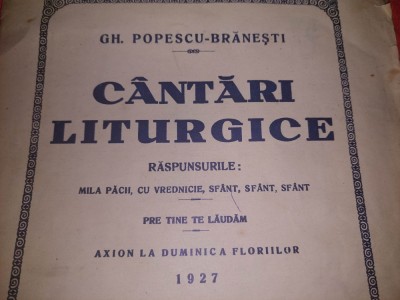 GH. POPESCU-BRĂNEȘTI
CÂNTĂRI
LITURGICE
RĂSPUNSURILE:
MILA PĂCII, CU VREDNICIE, SFÂNT, SFÂNT, SFÂNT
PRE TINE TE LĂUDĂM
AXION LA DUMINICA FLORIILOR
1927